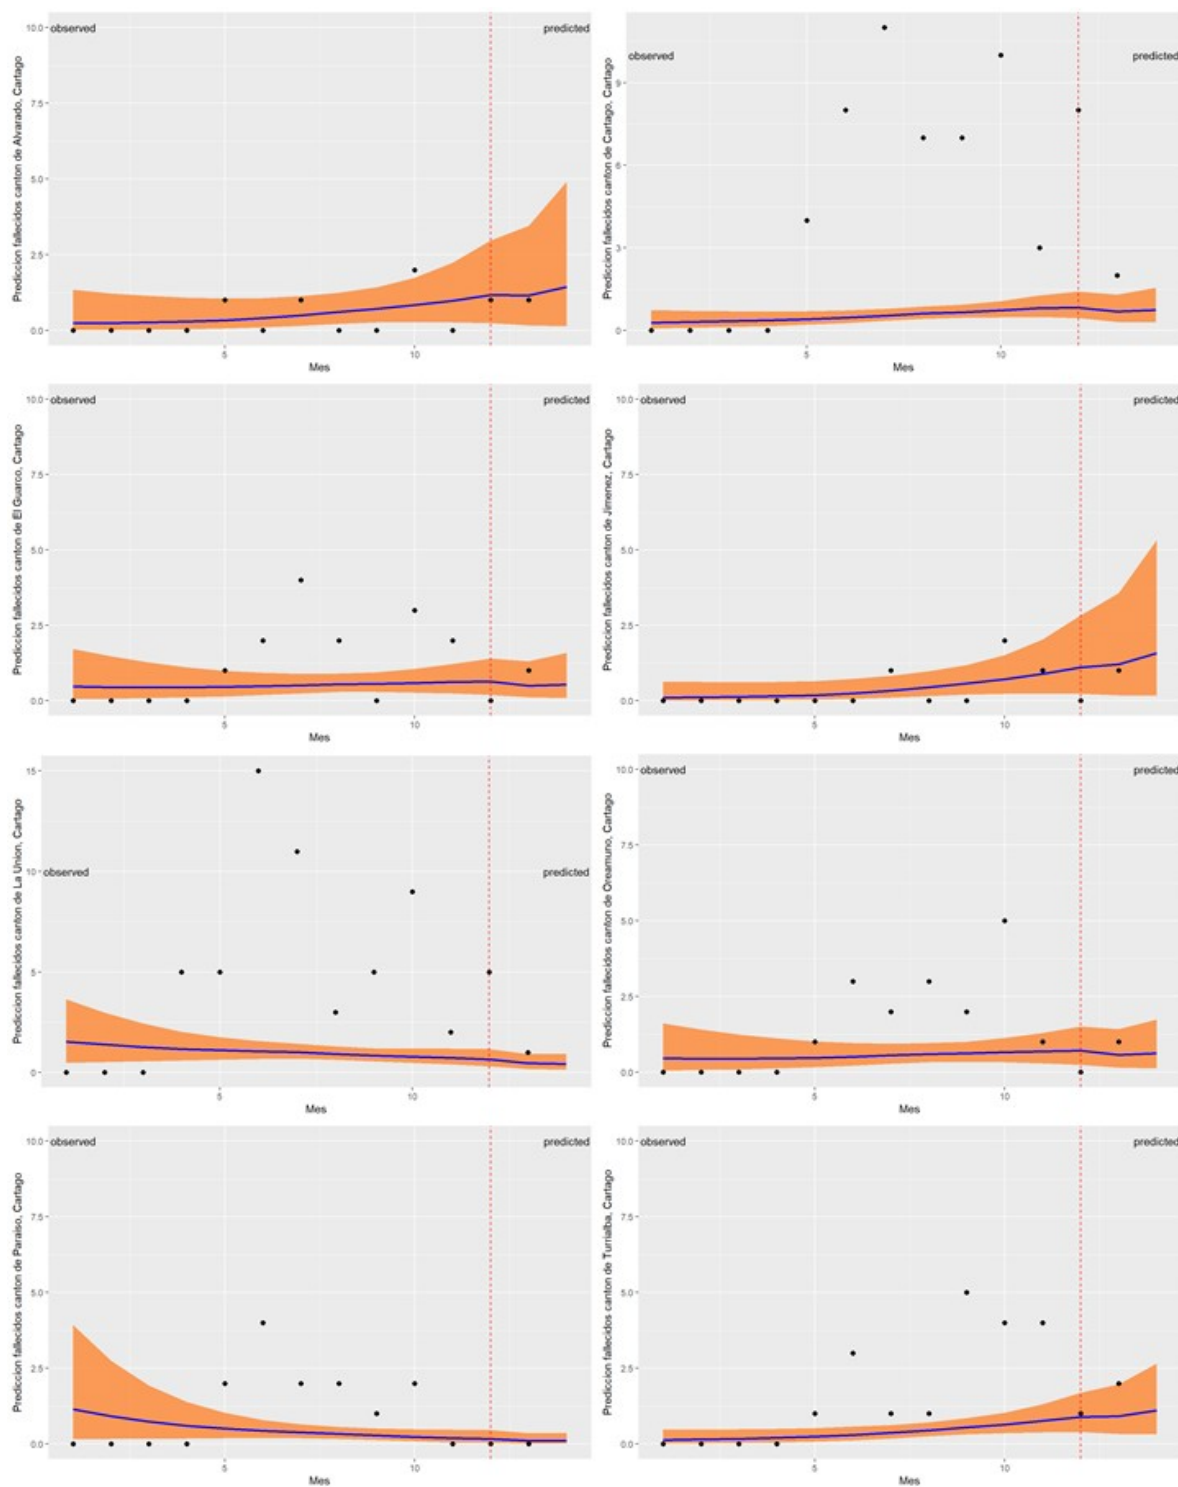 Prediccion fallecidos canton de Alvarado, Cartago
10.0
7.5
5.0
2.5
0.0
observed
predicted
5
10
Mes
Prediccion fallecidos canton de Cartago, Cartago
9
6
3
0
observed
predicted
5
10
Mes
Prediccion fallecidos canton de El Guarco, Cartago
10.0
7.5
5.0
2.5
0.0
observed
predicted
5
10
Mes
Prediccion fallecidos canton de Jimenez, Cartago
10.0
7.5
5.0
2.5
0.0
observed
predicted
5
10
Mes
Prediccion fallecidos canton de La Union, Cartago
15
10
5
0
observed
predicted
5
10
Mes
Prediccion fallecidos canton de Oreamuno, Cartago
10.0
7.5
5.0
2.5
0.0
observed
predicted
5
10
Mes
Prediccion fallecidos canton de Paraiso, Cartago
10.0
7.5
5.0
2.5
0.0
observed
predicted
5
10
Mes
Prediccion fallecidos canton de Turrialba, Cartago
10.0
7.5
5.0
2.5
0.0
observed
predicted
5
10
Mes